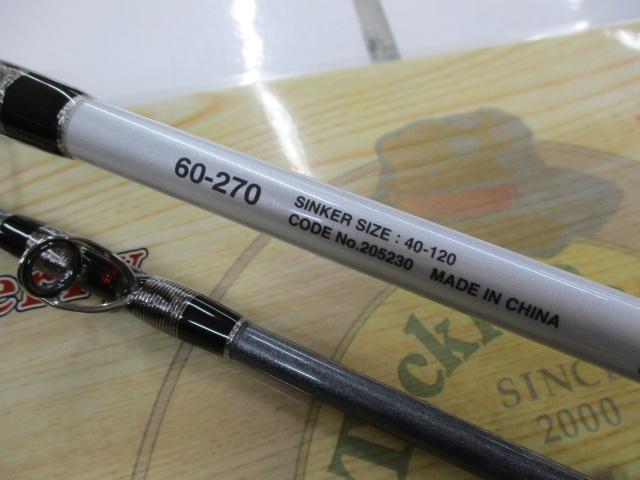 60-270
SINKER SIZE : 40-120
CODE No.205230 MADE IN CHINA
SINCE
2000